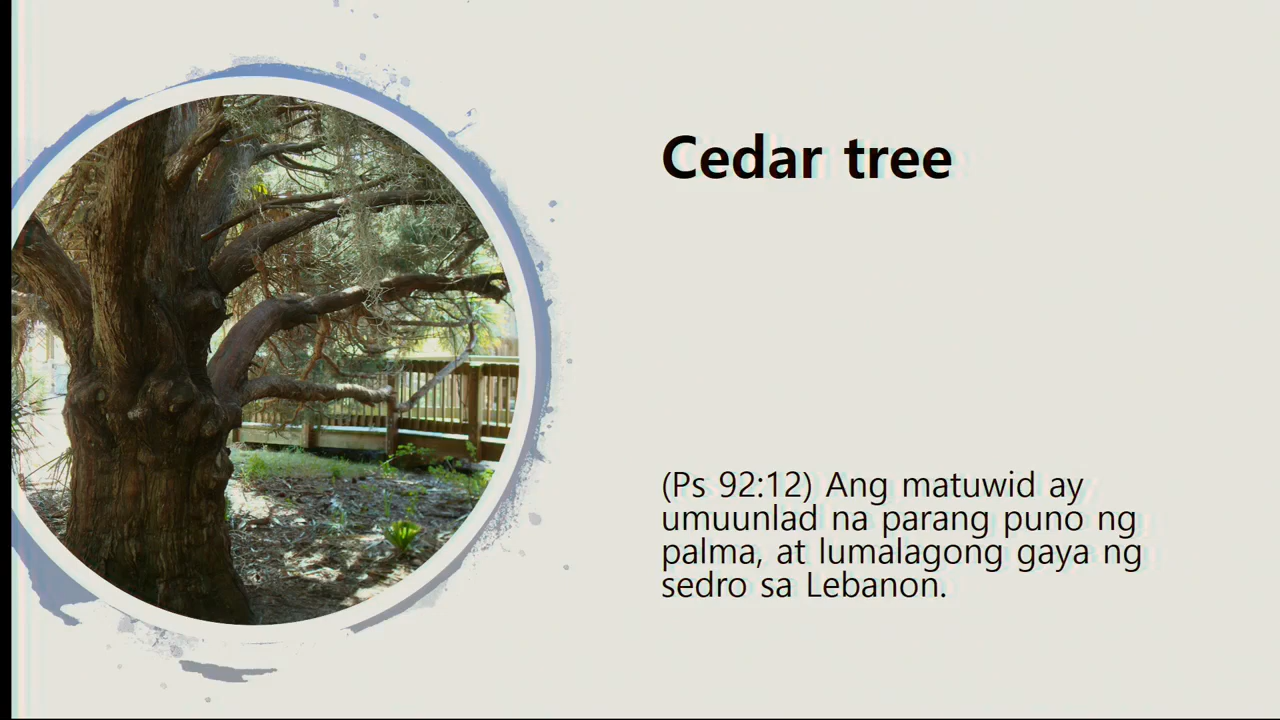 Cedar tree
(Ps 92:12) Ang matuwid ay
umuunlad na parang puno ng
palma, at lumalagong gaya ng
sedro sa Lebanon.